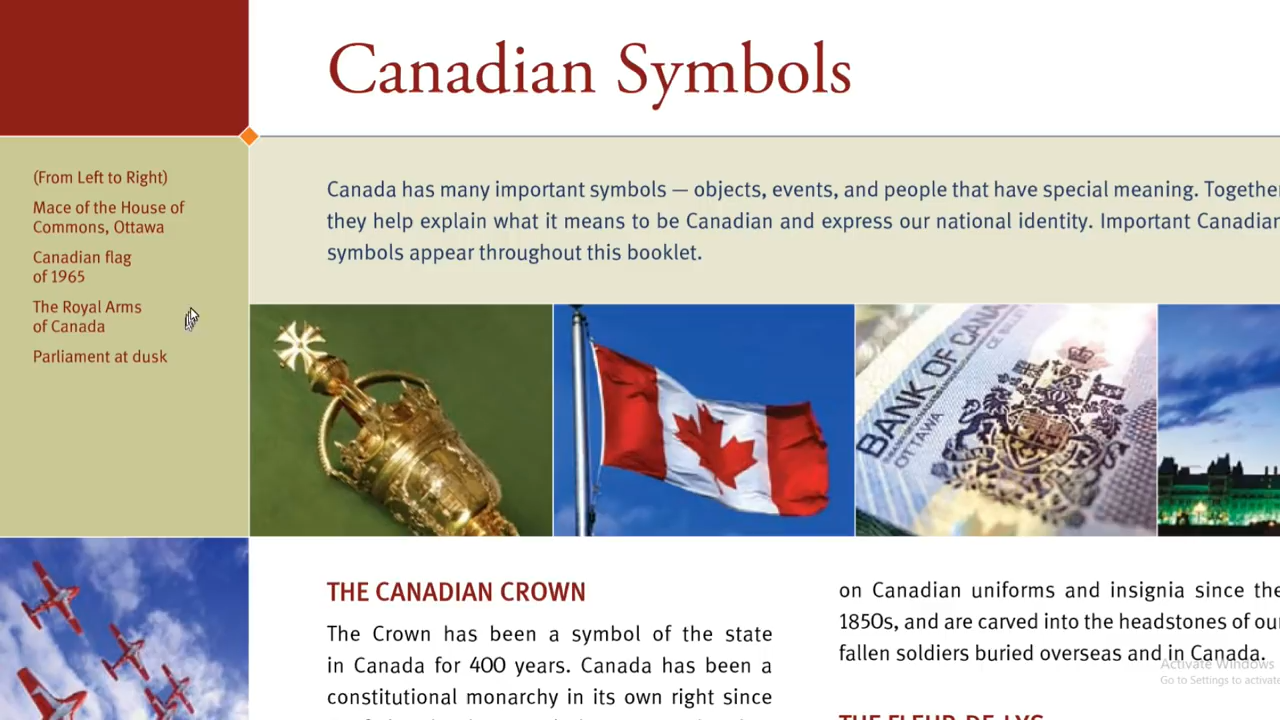 Canadian Symbols
(From Left to Right)
Mace of the House of
Commons, Ottawa
Canadian flag
of 1965
The Royal Arms
of Canada
Parliament at dusk
Canada has many important symbols — objects, events, and people that have special meaning. Together
they help explain what it means to be Canadian and express our national identity. Important Canadian
symbols appear throughout this booklet.
BANK OF CANA
OTTAWA
THE CANADIAN CROWN
The Crown has been a symbol of the state
in Canada for 400 years. Canada has been a
constitutional monarchy in its own right since
on Canadian uniforms and insignia since the
1850s, and are carved into the headstones of our
fallen soldiers buried overseas and in Canada.
THE FLEUR-DE-LYS
Activate Windows
Go to Settings to activate